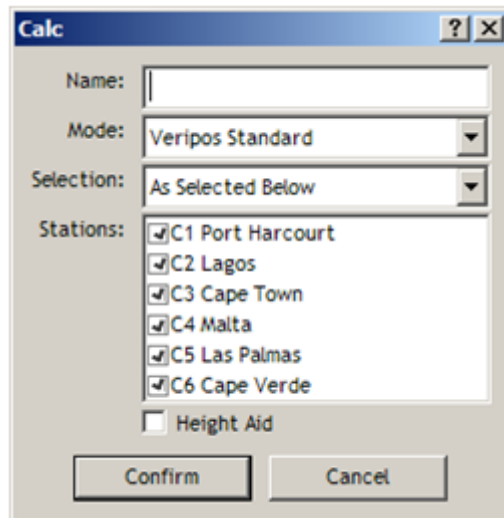 Calc
Name:
Mode: Veripos Standard
Selection: As Selected Below
Stations: C1 Port Harcourt
C2 Lagos
C3 Cape Town
C4 Malta
C5 Las Palmas
C6 Cape Verde
Height Aid
Confirm Cancel